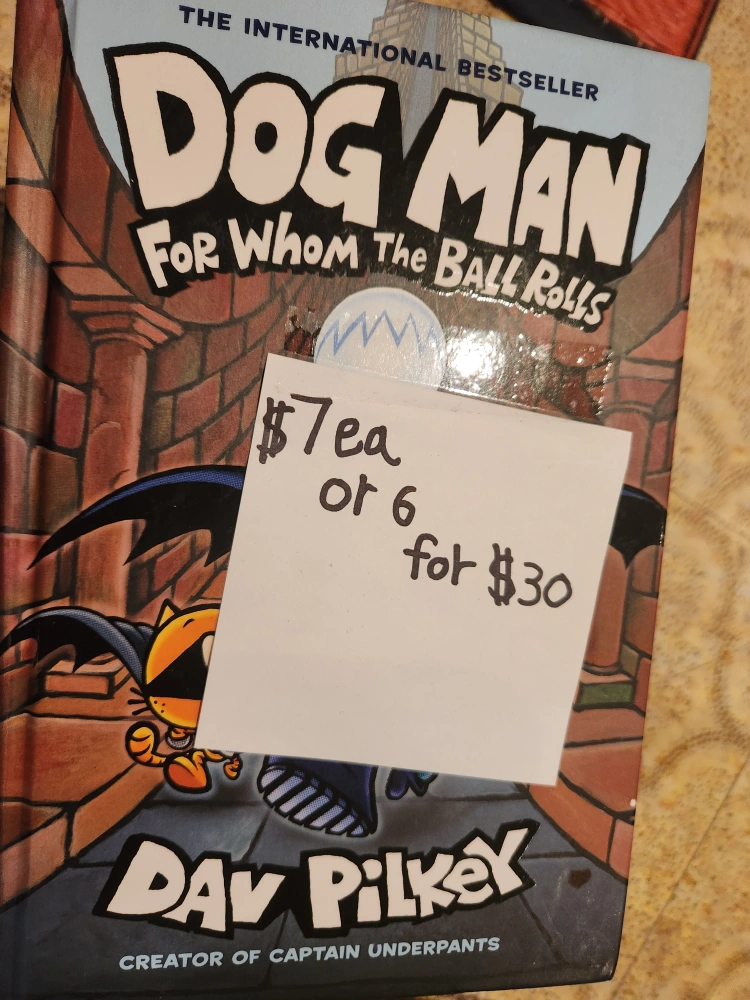 THE INTERNATIONAL BESTSELLER
DOG MAN
FOR WHOM THE BALL ROLLS
$7ea
or 6
for $30
DAV PILKEY
CREATOR OF CAPTAIN UNDERPANTS